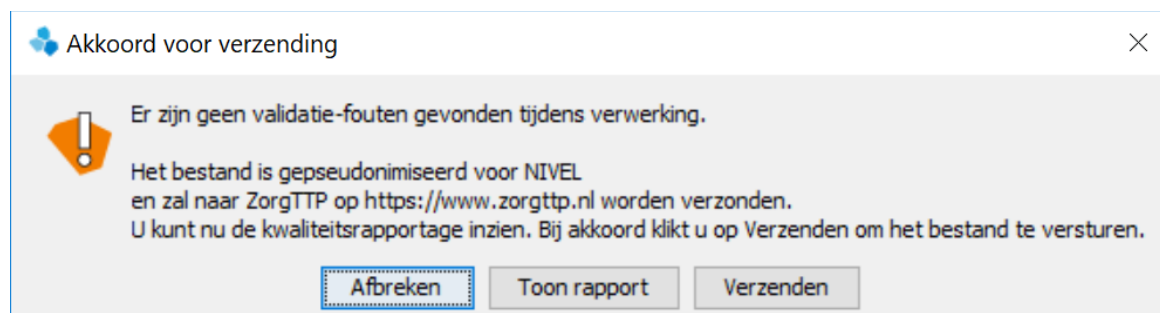 Akkoord voor verzending
Er zijn geen validatie-fouten gevonden tijdens verwerking.
Het bestand is gepseudonimiseerd voor NIVEL
en zal naar ZorgTTP op https://www.zorgttp.nl worden verzonden.
U kunt nu de kwaliteitsrapportage inzien. Bij akkoord klikt u op Verzenden om het bestand te versturen.
Afbreken Toon rapport Verzenden